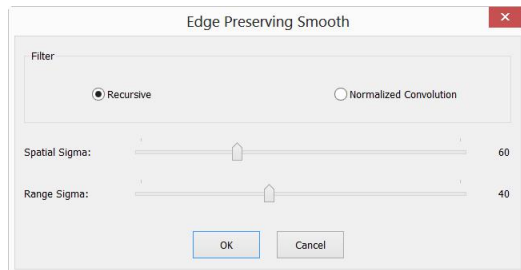 Edge Preserving Smooth
Filter
Recursive
Normalized Convolution
Spatial Sigma: 60
Range Sigma: 40
OK Cancel